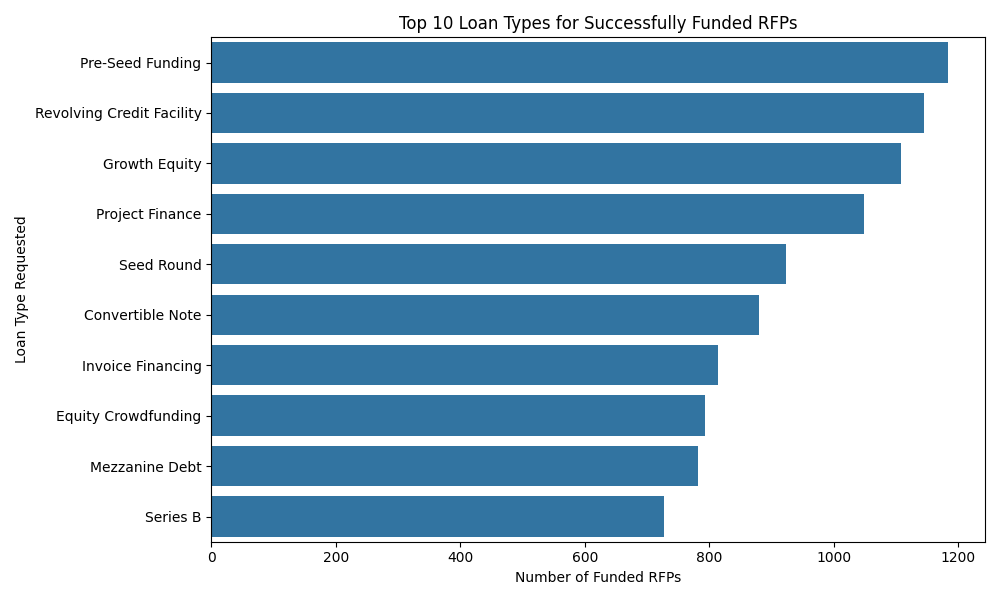 Top 10 Loan Types for Successfully Funded RFPs
Loan Type Requested
Pre-Seed Funding
Revolving Credit Facility
Growth Equity
Project Finance
Seed Round
Convertible Note
Invoice Financing
Equity Crowdfunding
Mezzanine Debt
Series B
0 200 400 600 800 1000 1200
Number of Funded RFPs